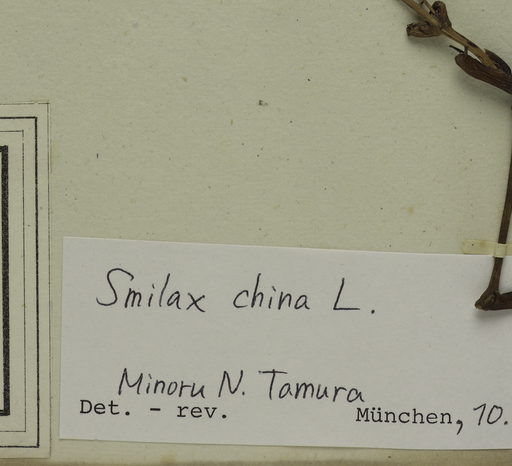 Smilax china L.
Minoru N. Tamura
Det. - rev. München, 10.